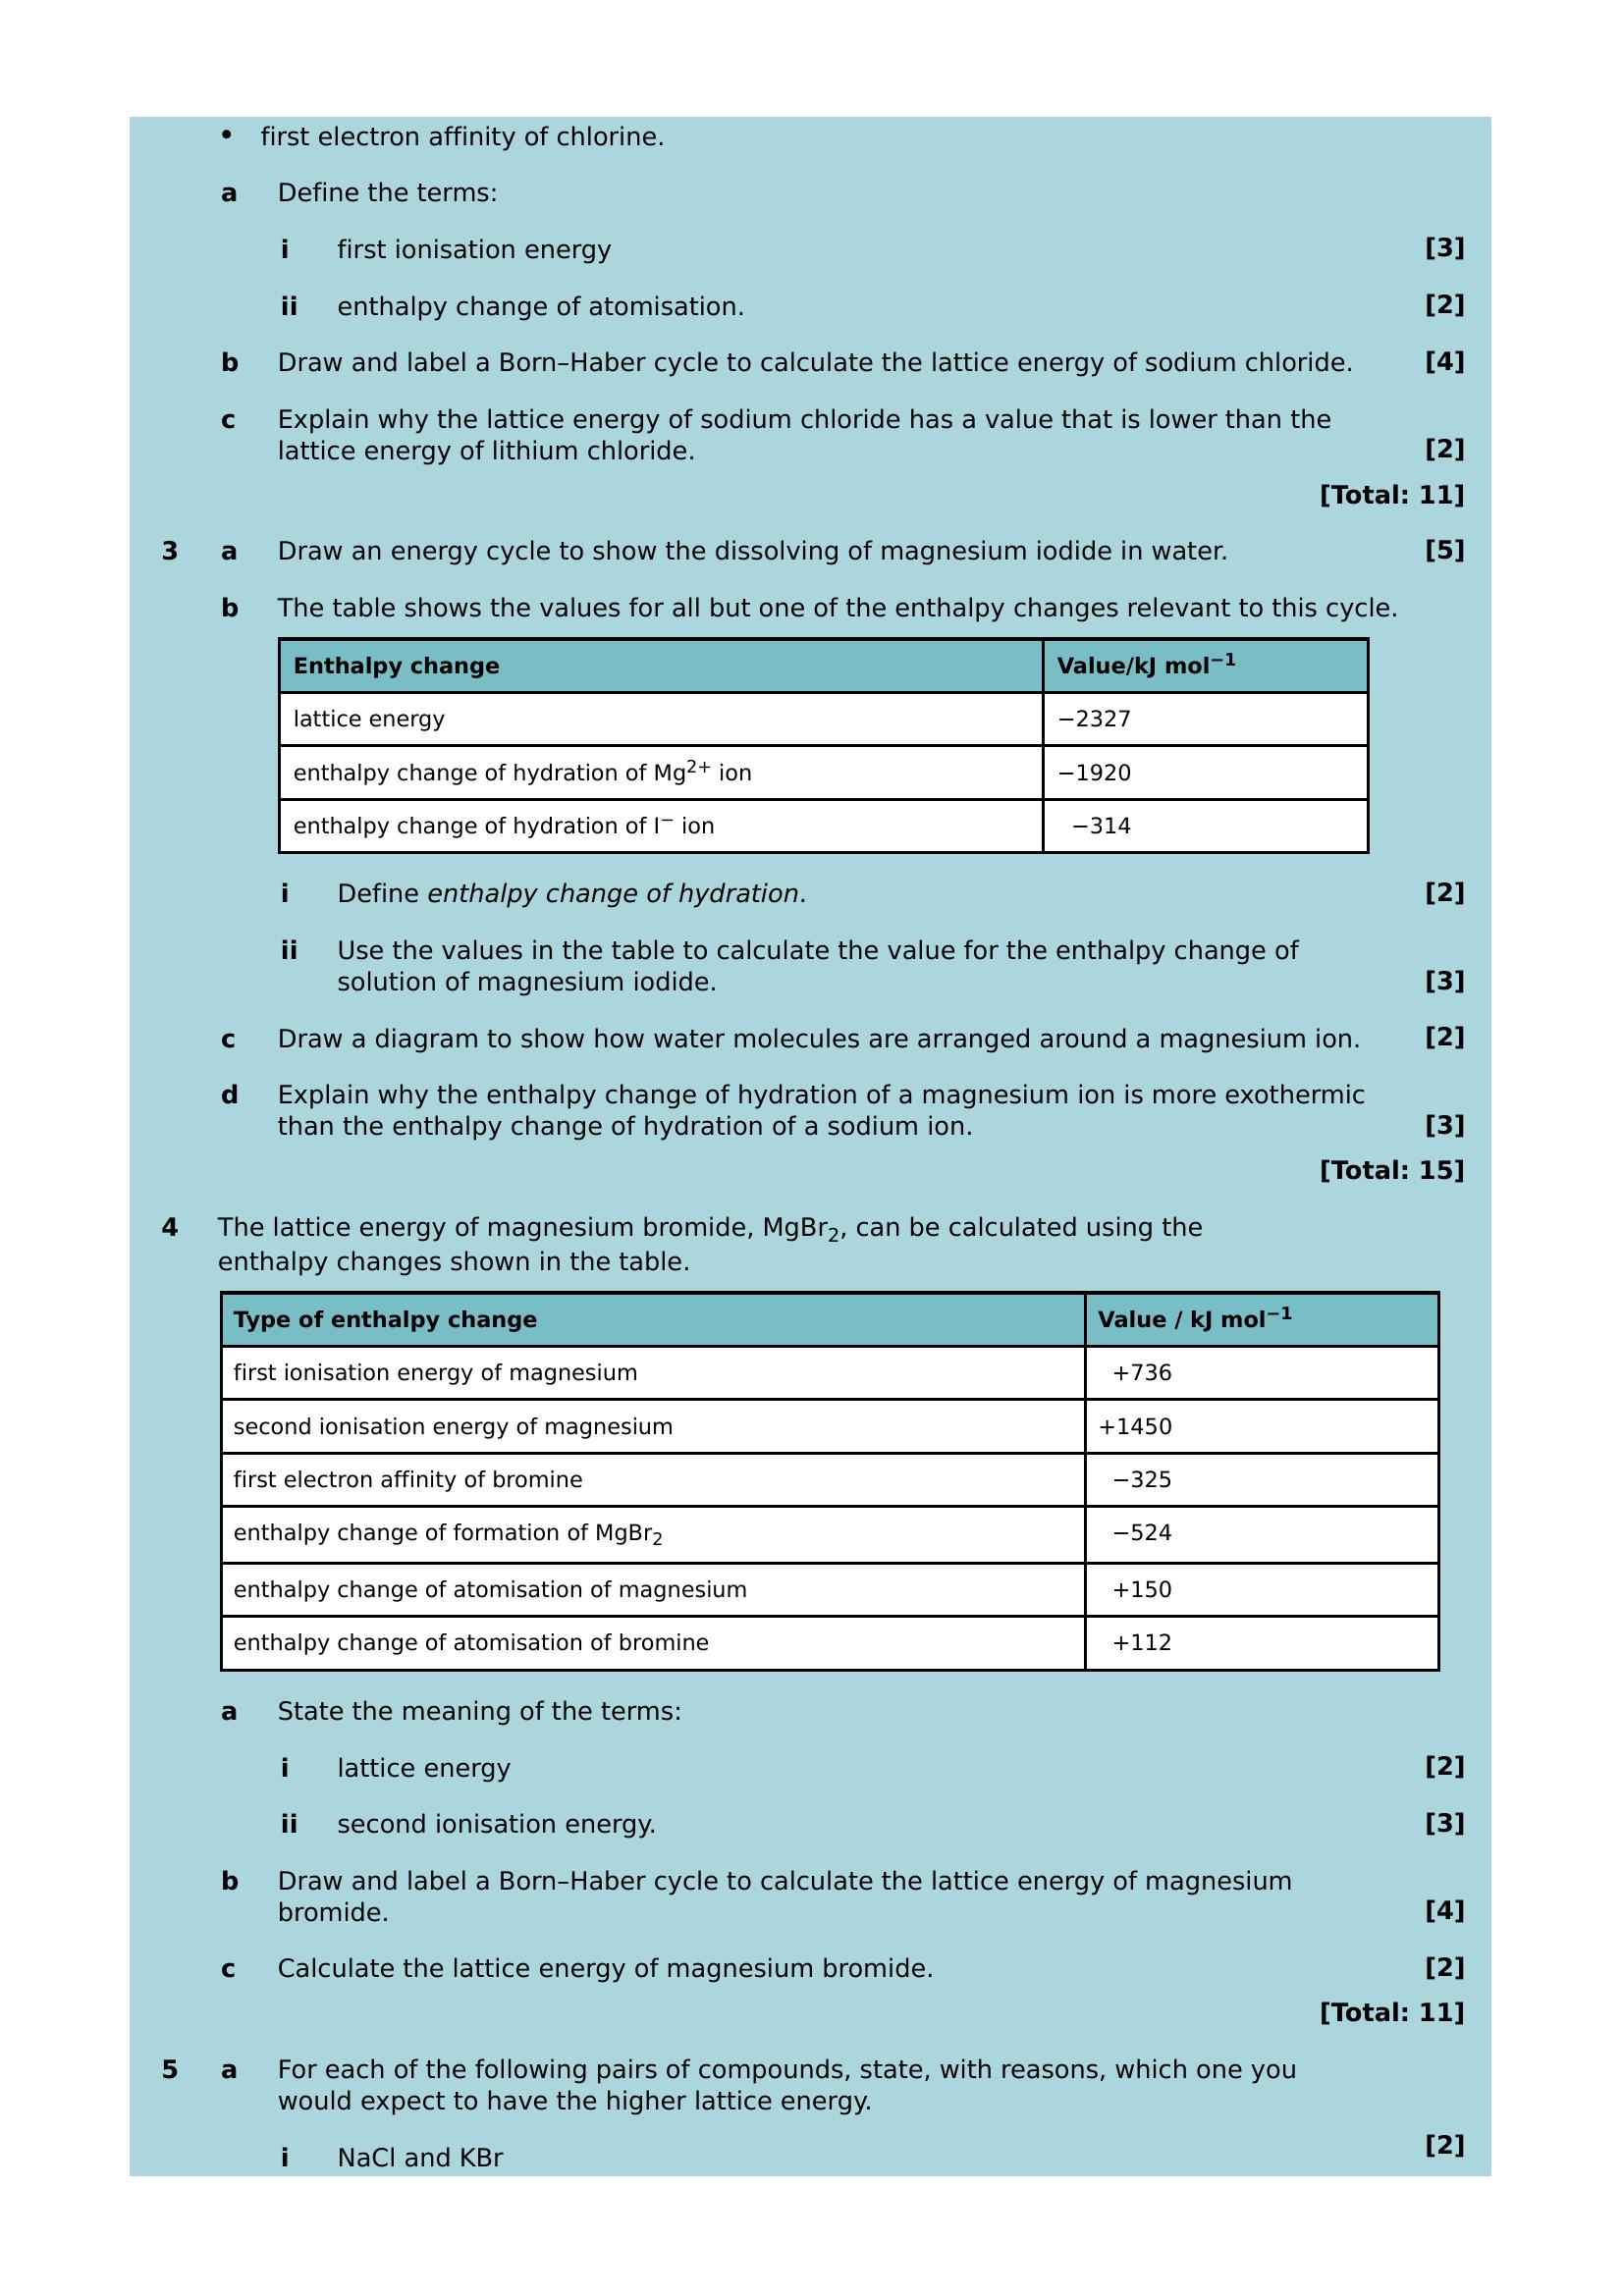 • first electron affinity of chlorine.
a Define the terms:
i first ionisation energy [3]
ii enthalpy change of atomisation. [2]
b Draw and label a Born–Haber cycle to calculate the lattice energy of sodium chloride. [4]
c Explain why the lattice energy of sodium chloride has a value that is lower than the
lattice energy of lithium chloride. [2]
[Total: 11]
3 a Draw an energy cycle to show the dissolving of magnesium iodide in water. [5]
b The table shows the values for all but one of the enthalpy changes relevant to this cycle.
Enthalpy change Value/kJ mol⁻¹
lattice energy −2327
enthalpy change of hydration of Mg²⁺ ion −1920
enthalpy change of hydration of I⁻ ion −314
i Define enthalpy change of hydration. [2]
ii Use the values in the table to calculate the value for the enthalpy change of
solution of magnesium iodide. [3]
c Draw a diagram to show how water molecules are arranged around a magnesium ion. [2]
d Explain why the enthalpy change of hydration of a magnesium ion is more exothermic
than the enthalpy change of hydration of a sodium ion. [3]
[Total: 15]
4 The lattice energy of magnesium bromide, MgBr₂, can be calculated using the
enthalpy changes shown in the table.
Type of enthalpy change Value / kJ mol⁻¹
first ionisation energy of magnesium +736
second ionisation energy of magnesium +1450
first electron affinity of bromine −325
enthalpy change of formation of MgBr₂ −524
enthalpy change of atomisation of magnesium +150
enthalpy change of atomisation of bromine +112
a State the meaning of the terms:
i lattice energy [2]
ii second ionisation energy. [3]
b Draw and label a Born–Haber cycle to calculate the lattice energy of magnesium
bromide. [4]
c Calculate the lattice energy of magnesium bromide. [2]
[Total: 11]
5 a For each of the following pairs of compounds, state, with reasons, which one you
would expect to have the higher lattice energy.
i NaCl and KBr [2]